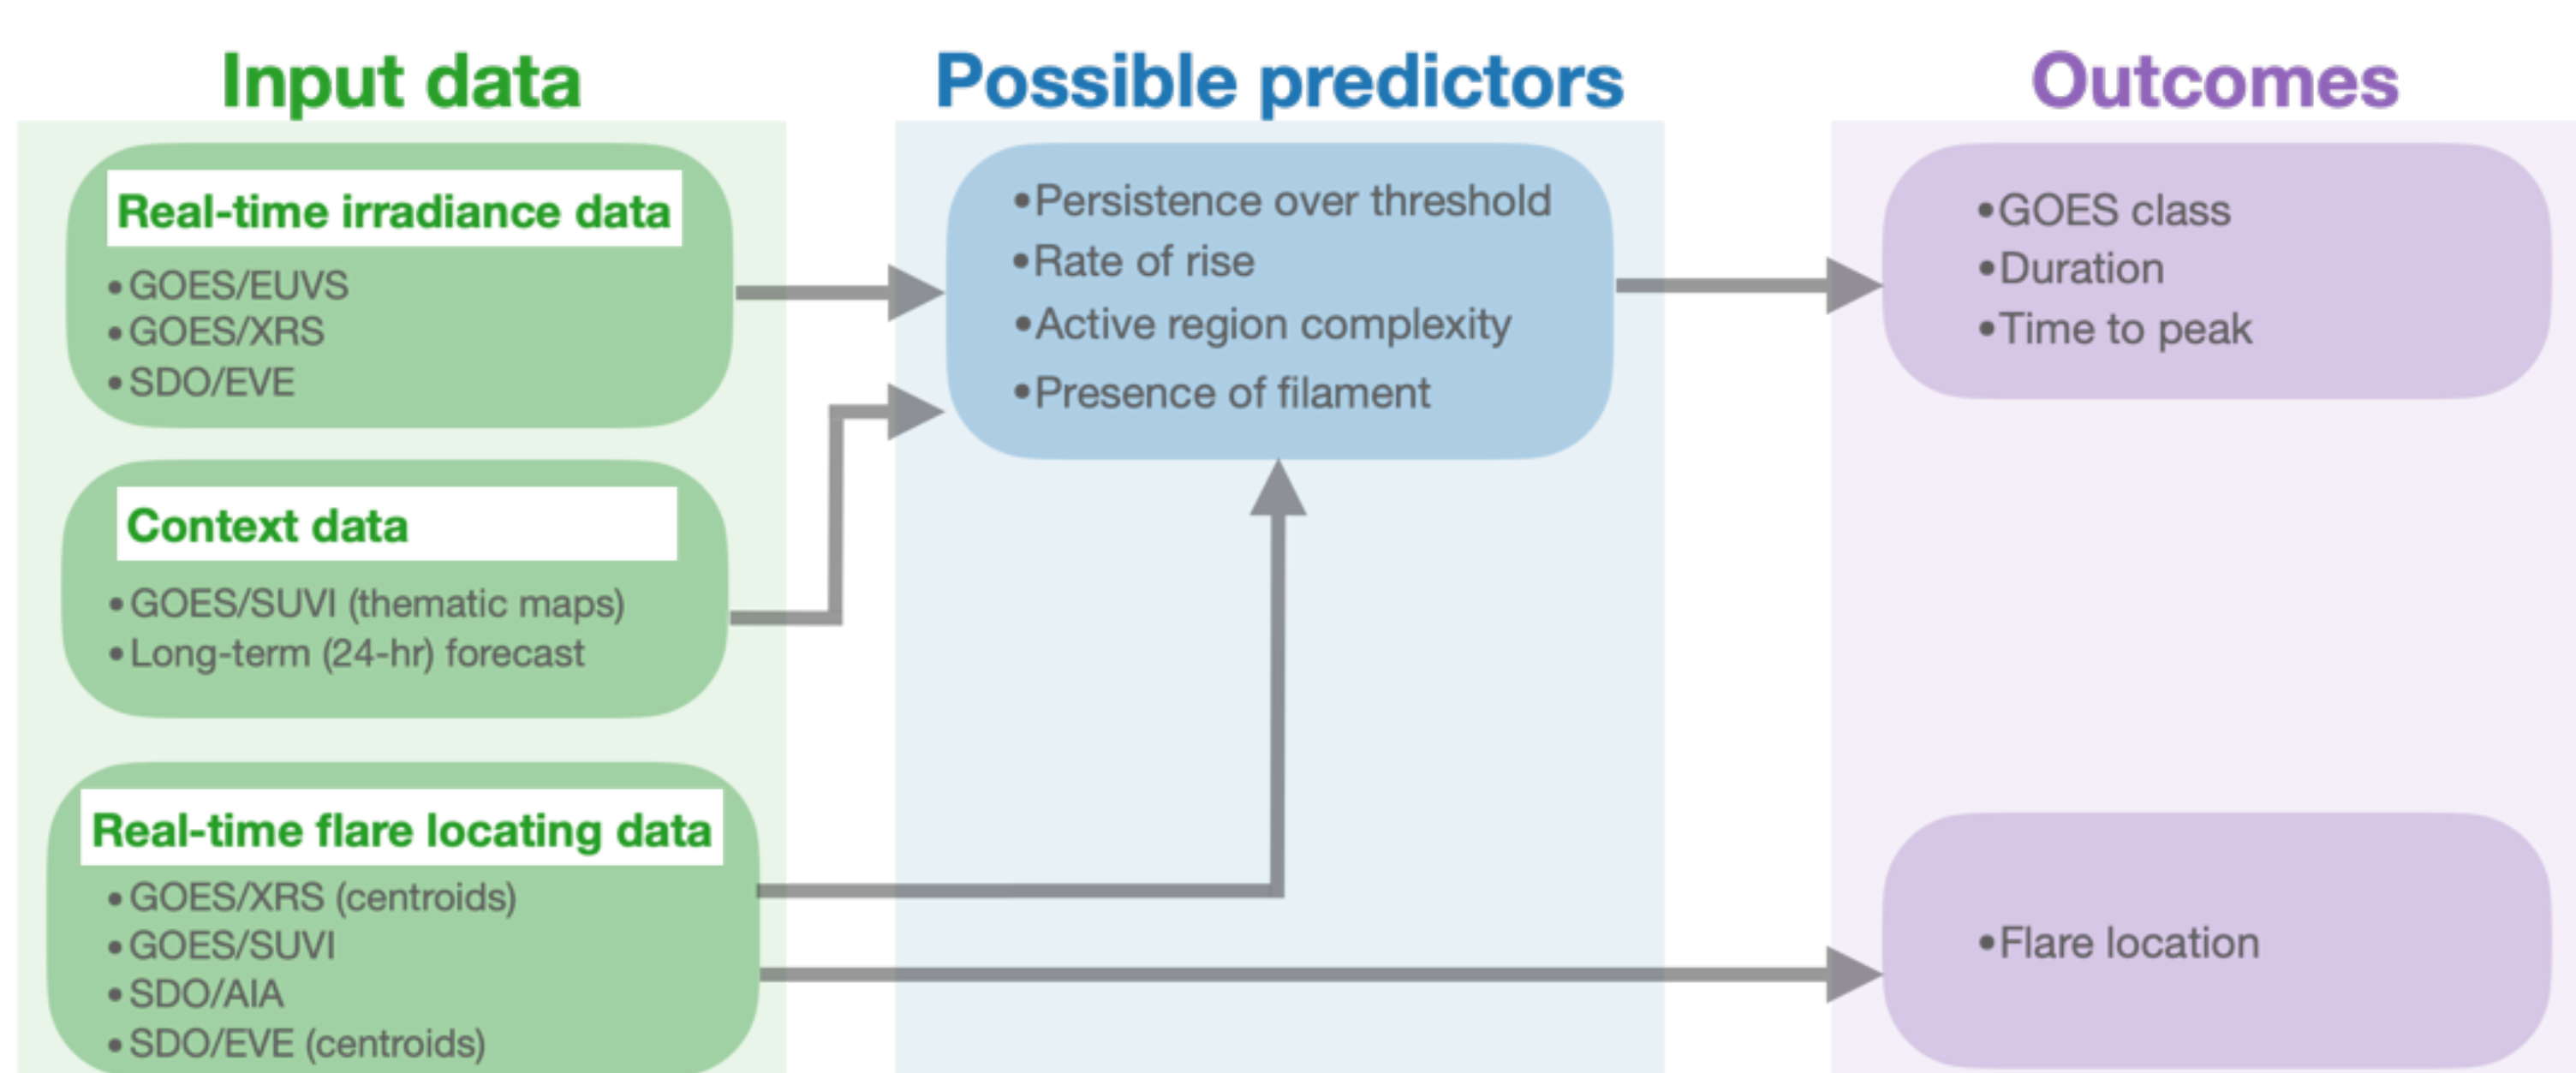 Input data
Real-time irradiance data
•GOES/EUVS
•GOES/XRS
•SDO/EVE
Context data
•GOES/SUVI (thematic maps)
•Long-term (24-hr) forecast
Real-time flare locating data
•GOES/XRS (centroids)
•GOES/SUVI
•SDO/AIA
•SDO/EVE (centroids)
Possible predictors
•Persistence over threshold
•Rate of rise
•Active region complexity
•Presence of filament
Outcomes
•GOES class
•Duration
•Time to peak
•Flare location